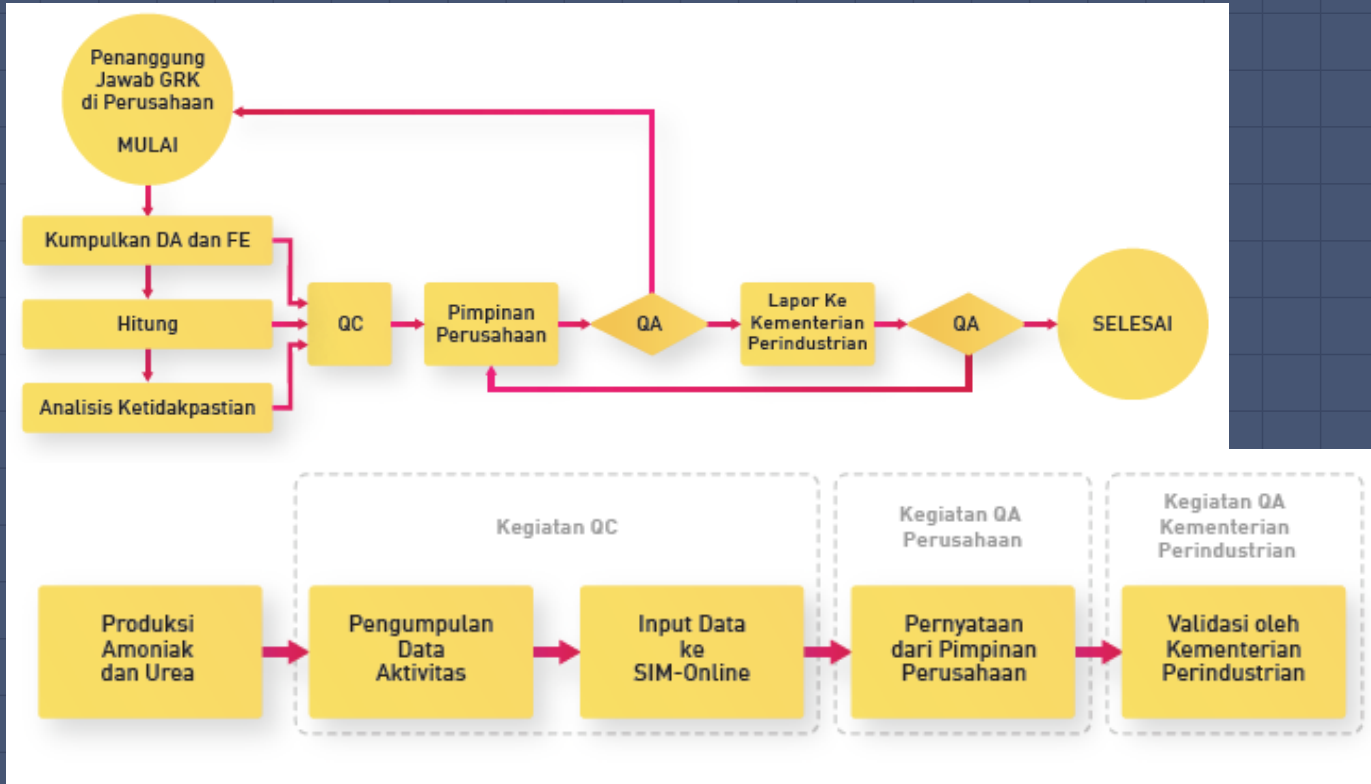 Penanggung
Jawab GRK
di Perusahaan
MULAI
Kumpulkan DA dan FE
Hitung
Analisis Ketidakpastian
QC
Pimpinan
Perusahaan
QA
Lapor Ke
Kementerian
Perindustrian
QA
SELESAI
Kegiatan QC
Kegiatan QA
Perusahaan
Kegiatan QA
Kementerian
Perindustrian
Produksi
Amoniak
dan Urea
Pengumpulan
Data
Aktivitas
Input Data
ke
SIM-Online
Pernyataan
dari Pimpinan
Perusahaan
Validasi oleh
Kementerian
Perindustrian